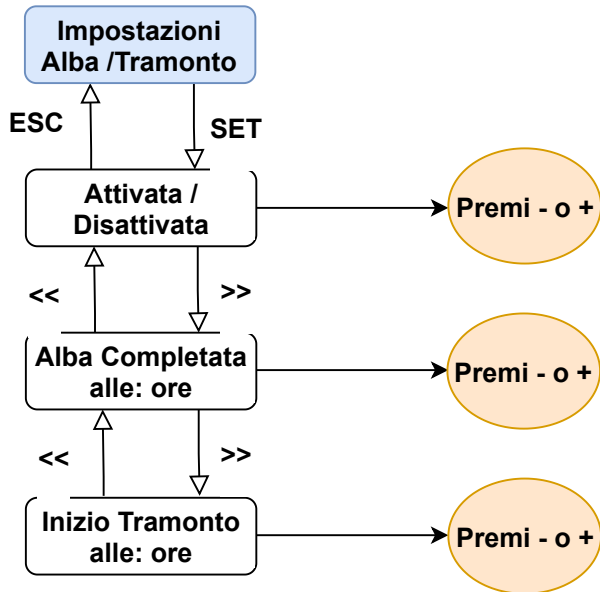 Impostazioni
Alba /Tramonto
ESC
SET
Attivata /
Disattivata
Premi - o +
<<
>>
Alba Completata
alle: ore
Premi - o +
<<
>>
Inizio Tramonto
alle: ore
Premi - o +